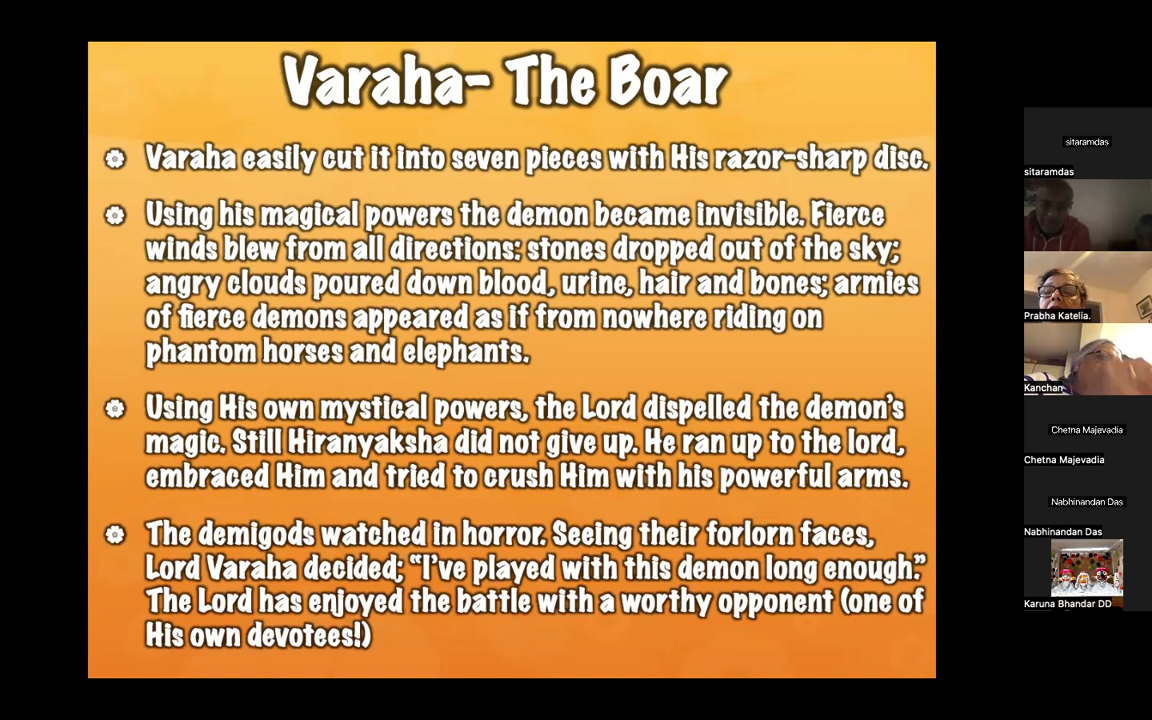 Varaha- The Boar
Varaha easily cut it into seven pieces with His razor-sharp disc.
Using his magical powers the demon became invisible. Fierce
winds blew from all directions: stones dropped out of the sky;
angry clouds poured down blood, urine, hair and bones; armies
of fierce demons appeared as if from nowhere riding on
phantom horses and elephants.
Using His own mystical powers, the Lord dispelled the demon's
magic. Still Hiranyaksha did not give up. He ran up to the lord,
embraced Him and tried to crush Him with his powerful arms.
The demigods watched in horror. Seeing their forlorn faces,
Lord Varaha decided; “I've played with this demon long enough.”
The Lord has enjoyed the battle with a worthy opponent (one of
His own devotees!)
sitaramdas
sitaramdas
Prabha Katelia.
Kanchan
Chetna Majevadia
Chetna Majevadia
Nabhinandan Das
Nabhinandan Das
Karuna Bhandar DD